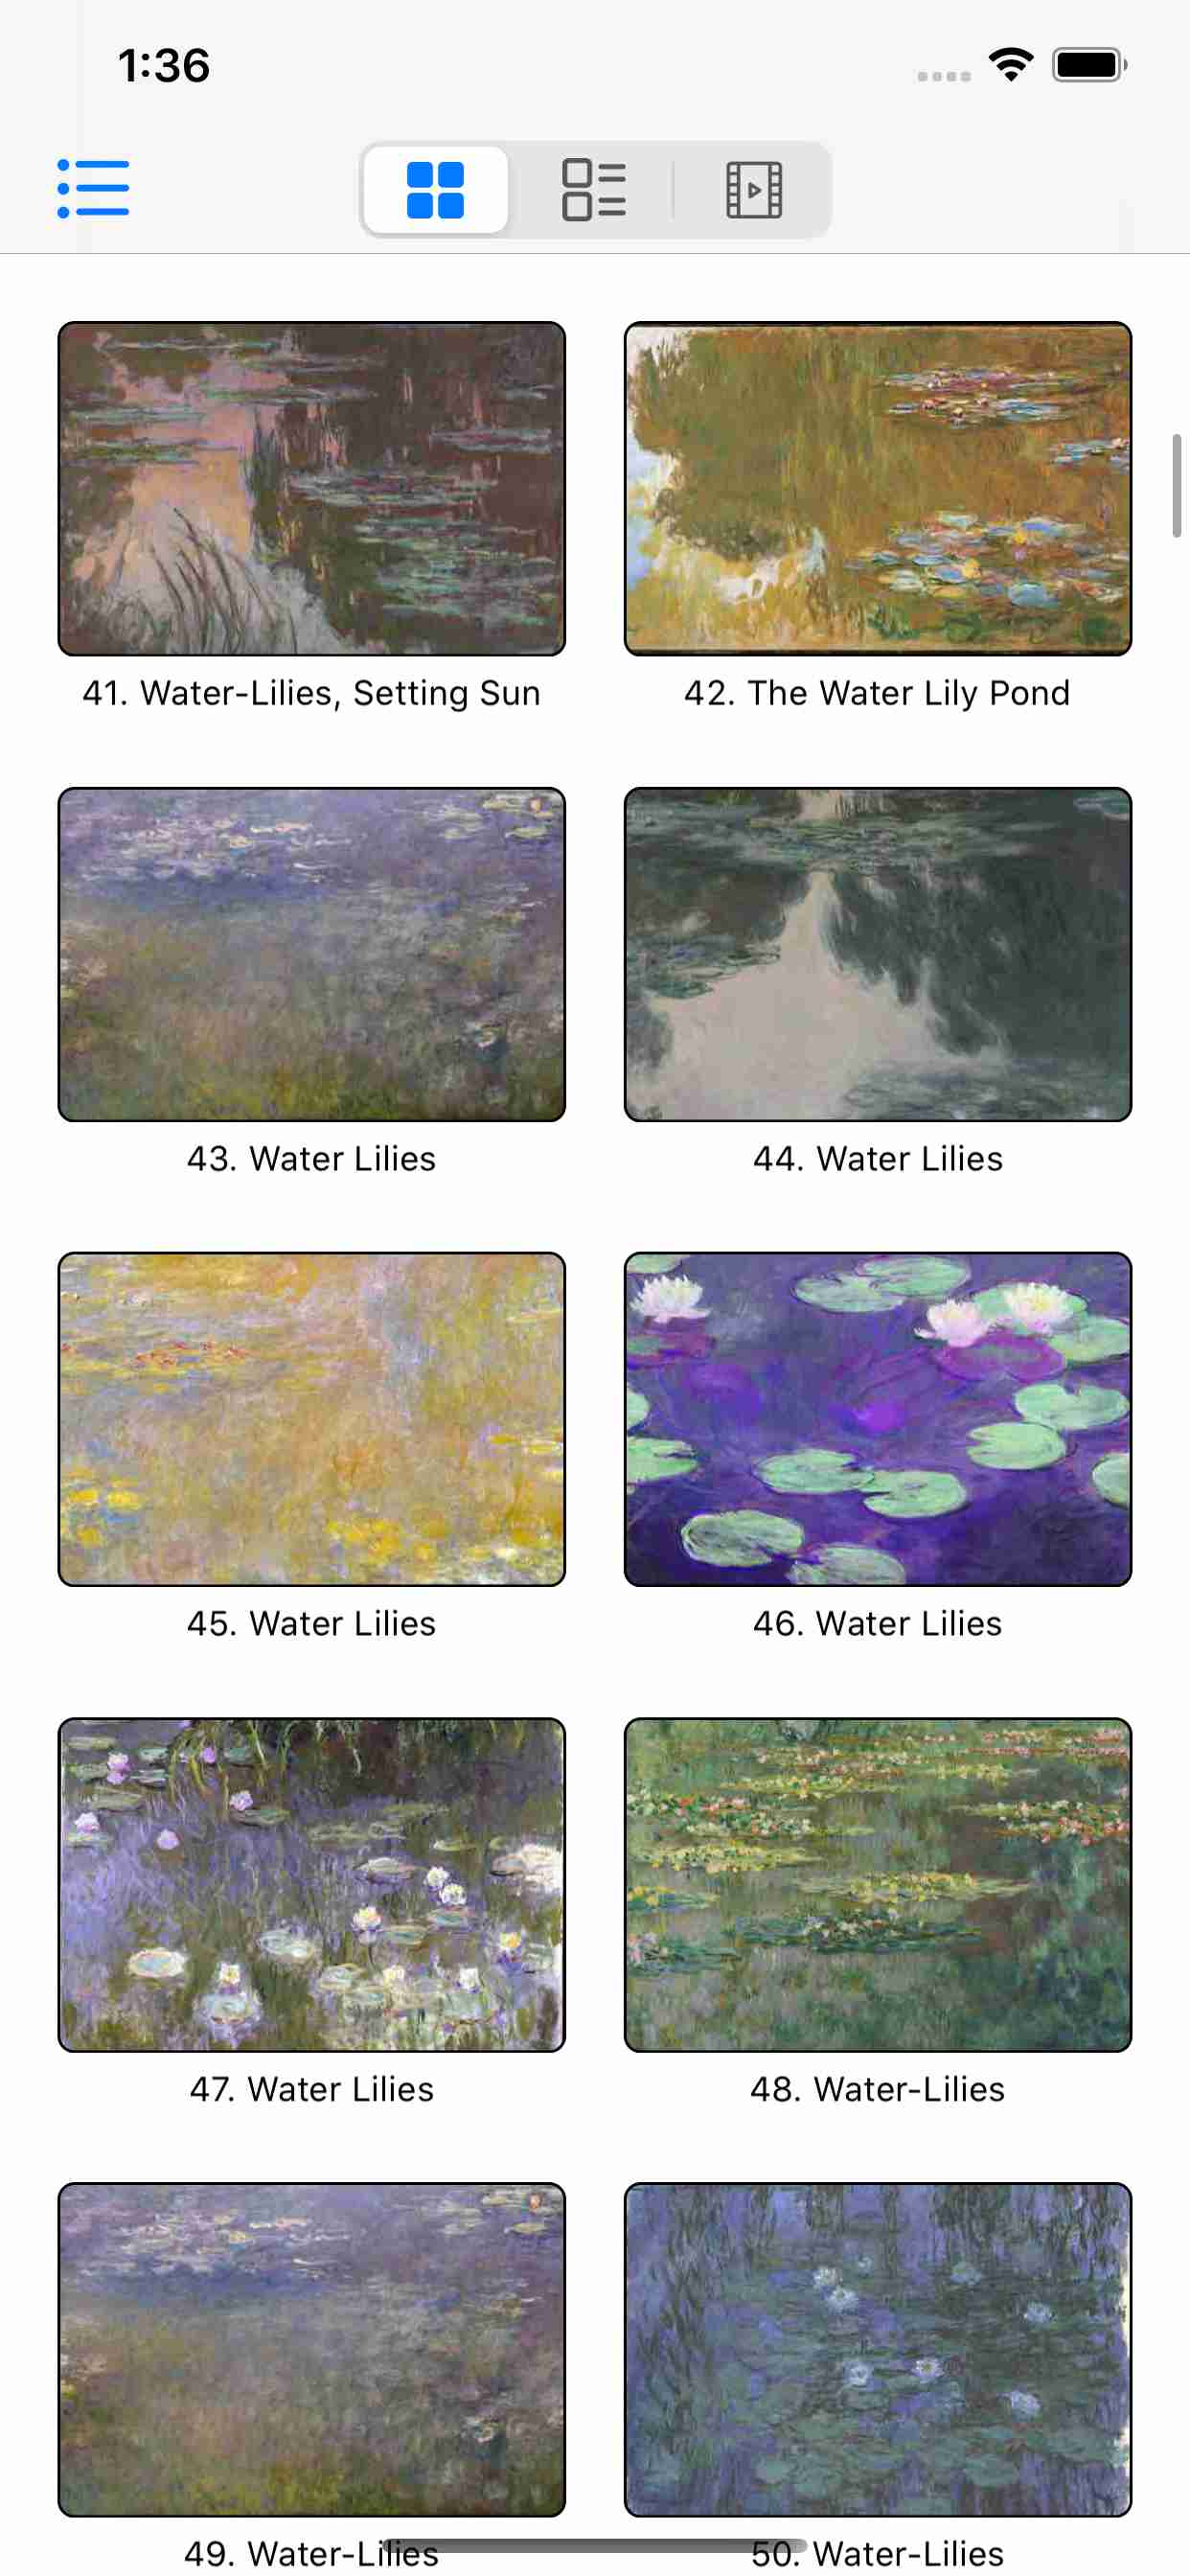 1:36
41. Water-Lilies, Setting Sun
42. The Water Lily Pond
43. Water Lilies
44. Water Lilies
45. Water Lilies
46. Water Lilies
47. Water Lilies
48. Water-Lilies
49. Water-Lilies
50. Water-Lilies